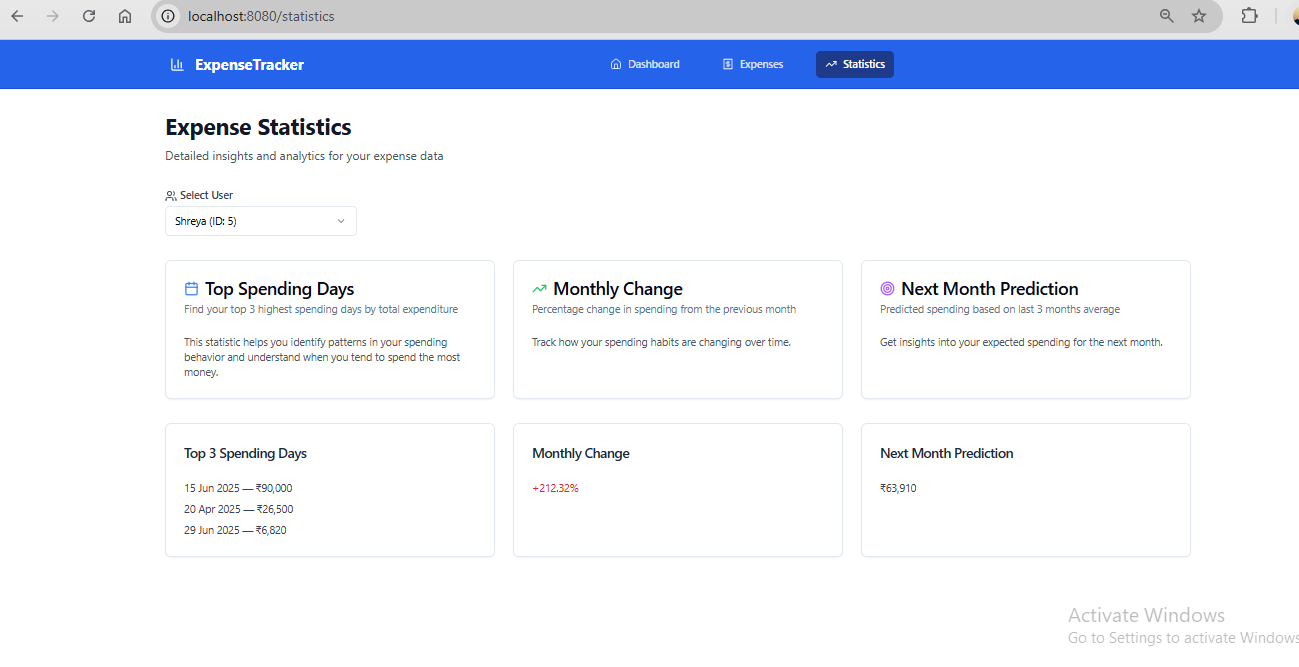 localhost:8080/statistics
ExpenseTracker
Dashboard
Expenses
Statistics
Expense Statistics
Detailed insights and analytics for your expense data
Select User
Shreya (ID: 5)
Top Spending Days
Find your top 3 highest spending days by total expenditure
This statistic helps you identify patterns in your spending
behavior and understand when you tend to spend the most
money.
Monthly Change
Percentage change in spending from the previous month
Track how your spending habits are changing over time.
Next Month Prediction
Predicted spending based on last 3 months average
Get insights into your expected spending for the next month.
Top 3 Spending Days
15 Jun 2025 — ₹90,000
20 Apr 2025 — ₹26,500
29 Jun 2025 — ₹6,820
Monthly Change
+212.32%
Next Month Prediction
₹63,910
Activate Windows
Go to Settings to activate Windows